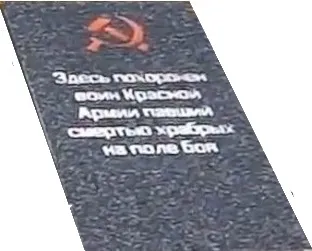 Здесь похоронен
воин Красной
Армии павший
смертью храбрых
на поле боя